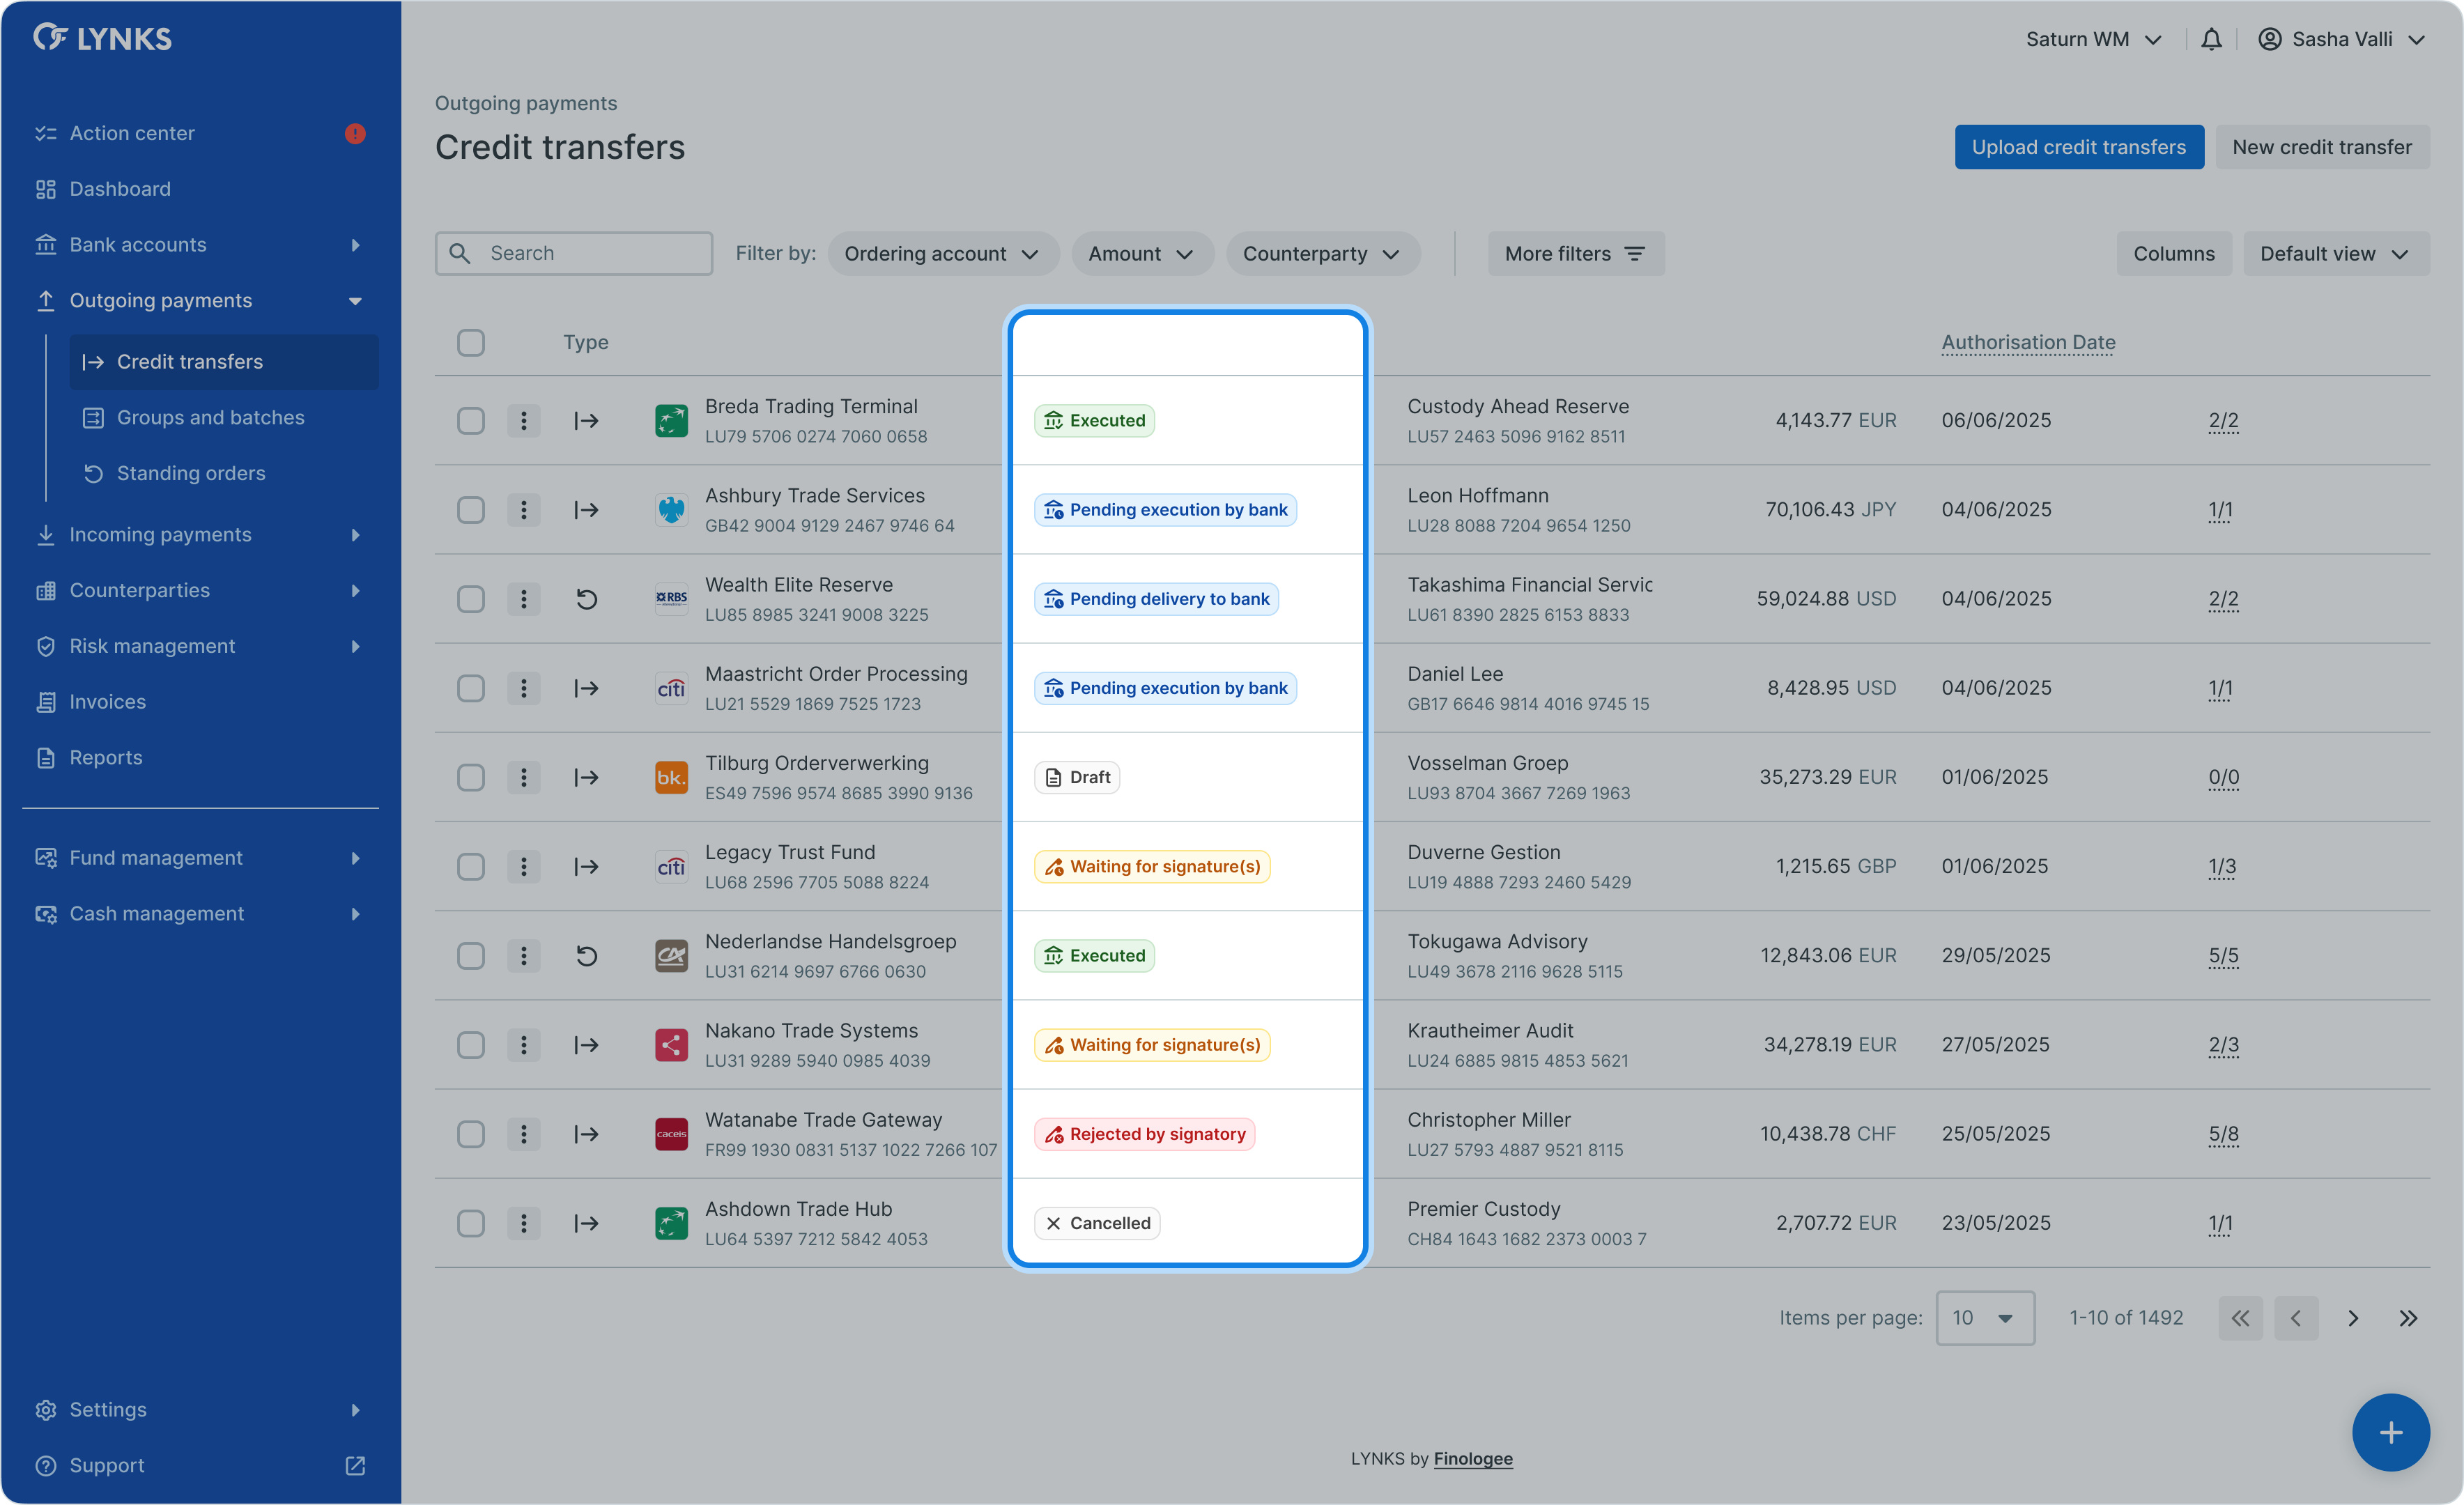 LYNKS
Saturn WM
Sasha Valli
Action center
Dashboard
Bank accounts
Outgoing payments
Credit transfers
Groups and batches
Standing orders
Incoming payments
Counterparties
Risk management
Invoices
Reports
Fund management
Cash management
Settings
Support
Outgoing payments
Credit transfers
Upload credit transfers
New credit transfer
Search
Filter by:
Ordering account
Amount
Counterparty
More filters
Columns
Default view
Type
Authorisation Date
Breda Trading Terminal
LU79 5706 0274 7060 0658
Executed
Custody Ahead Reserve
LU57 2463 5096 9162 8511
4,143.77 EUR
06/06/2025
2/2
Ashbury Trade Services
GB42 9004 9129 2467 9746 64
Pending execution by bank
Leon Hoffmann
LU28 8088 7204 9654 1250
70,106.43 JPY
04/06/2025
1/1
RBS
Wealth Elite Reserve
LU85 8985 3241 9008 3225
Pending delivery to bank
Takashima Financial Servic
LU61 8390 2825 6153 8833
59,024.88 USD
04/06/2025
2/2
citi
Maastricht Order Processing
LU21 5529 1869 7525 1723
Pending execution by bank
Daniel Lee
GB17 6646 9814 4016 9745 15
8,428.95 USD
04/06/2025
1/1
bk.
Tilburg Orderverwerking
ES49 7596 9574 8685 3990 9136
Draft
Vosselman Groep
LU93 8704 3667 7269 1963
35,273.29 EUR
01/06/2025
0/0
citi
Legacy Trust Fund
LU68 2596 7705 5088 8224
Waiting for signature(s)
Duverne Gestion
LU19 4888 7293 2460 5429
1,215.65 GBP
01/06/2025
1/3
CA
Nederlandse Handelsgroep
LU31 6214 9697 6766 0630
Executed
Tokugawa Advisory
LU49 3678 2116 9628 5115
12,843.06 EUR
29/05/2025
5/5
Nakano Trade Systems
LU31 9289 5940 0985 4039
Waiting for signature(s)
Krautheimer Audit
LU24 6885 9815 4853 5621
34,278.19 EUR
27/05/2025
2/3
caceis
Watanabe Trade Gateway
FR99 1930 0831 5137 1022 7266 107
Rejected by signatory
Christopher Miller
LU27 5793 4887 9521 8115
10,438.78 CHF
25/05/2025
5/8
Ashdown Trade Hub
LU64 5397 7212 5842 4053
Cancelled
Premier Custody
CH84 1643 1682 2373 0003 7
2,707.72 EUR
23/05/2025
1/1
Items per page:
10
1-10 of 1492
LYNKS by Finologee